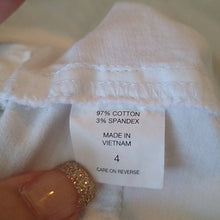 97% COTTON
3% SPANDEX
MADE IN
VIETNAM
4
CARE ON REVERSE